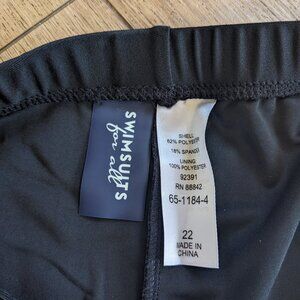 SWIMSUITS
for all
SHELL
82% POLYESTER
18% SPANDEX
LINING
100% POLYESTER
92391
RN 88842
65-1184-4
22
MADE IN
CHINA